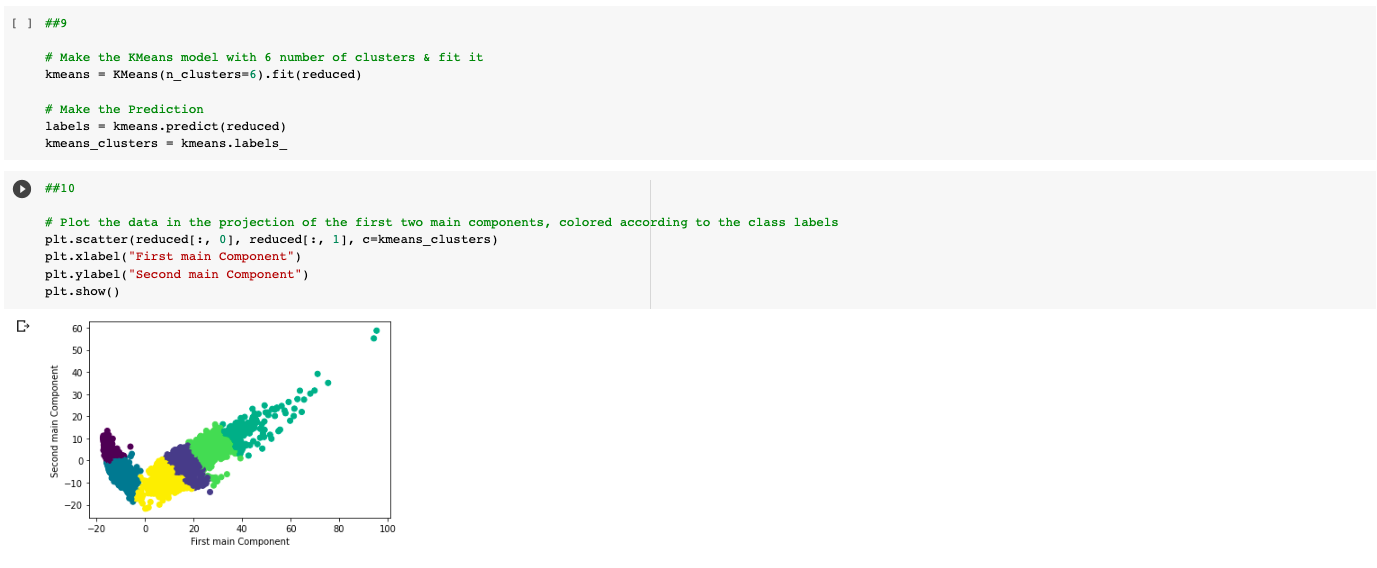 [ ] ##9
# Make the KMeans model with 6 number of clusters & fit it
kmeans = KMeans(n_clusters=6).fit(reduced)
# Make the Prediction
labels = kmeans.predict(reduced)
kmeans_clusters = kmeans.labels_
##10
# Plot the data in the projection of the first two main components, colored according to the class labels
plt.scatter(reduced[:, 0], reduced[:, 1], c=kmeans_clusters)
plt.xlabel("First main Component")
plt.ylabel("Second main Component")
plt.show()
60
50
40
30
20
10
0
−10
−20
Second main Component
−20 0 20 40 60 80 100
First main Component